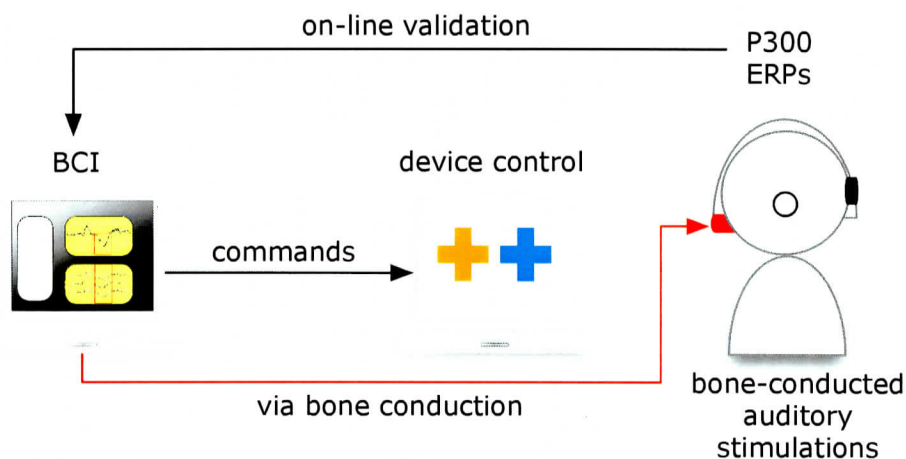 on-line validation
P300
ERPs
BCI
device control
commands
via bone conduction
bone-conducted
auditory
stimulations